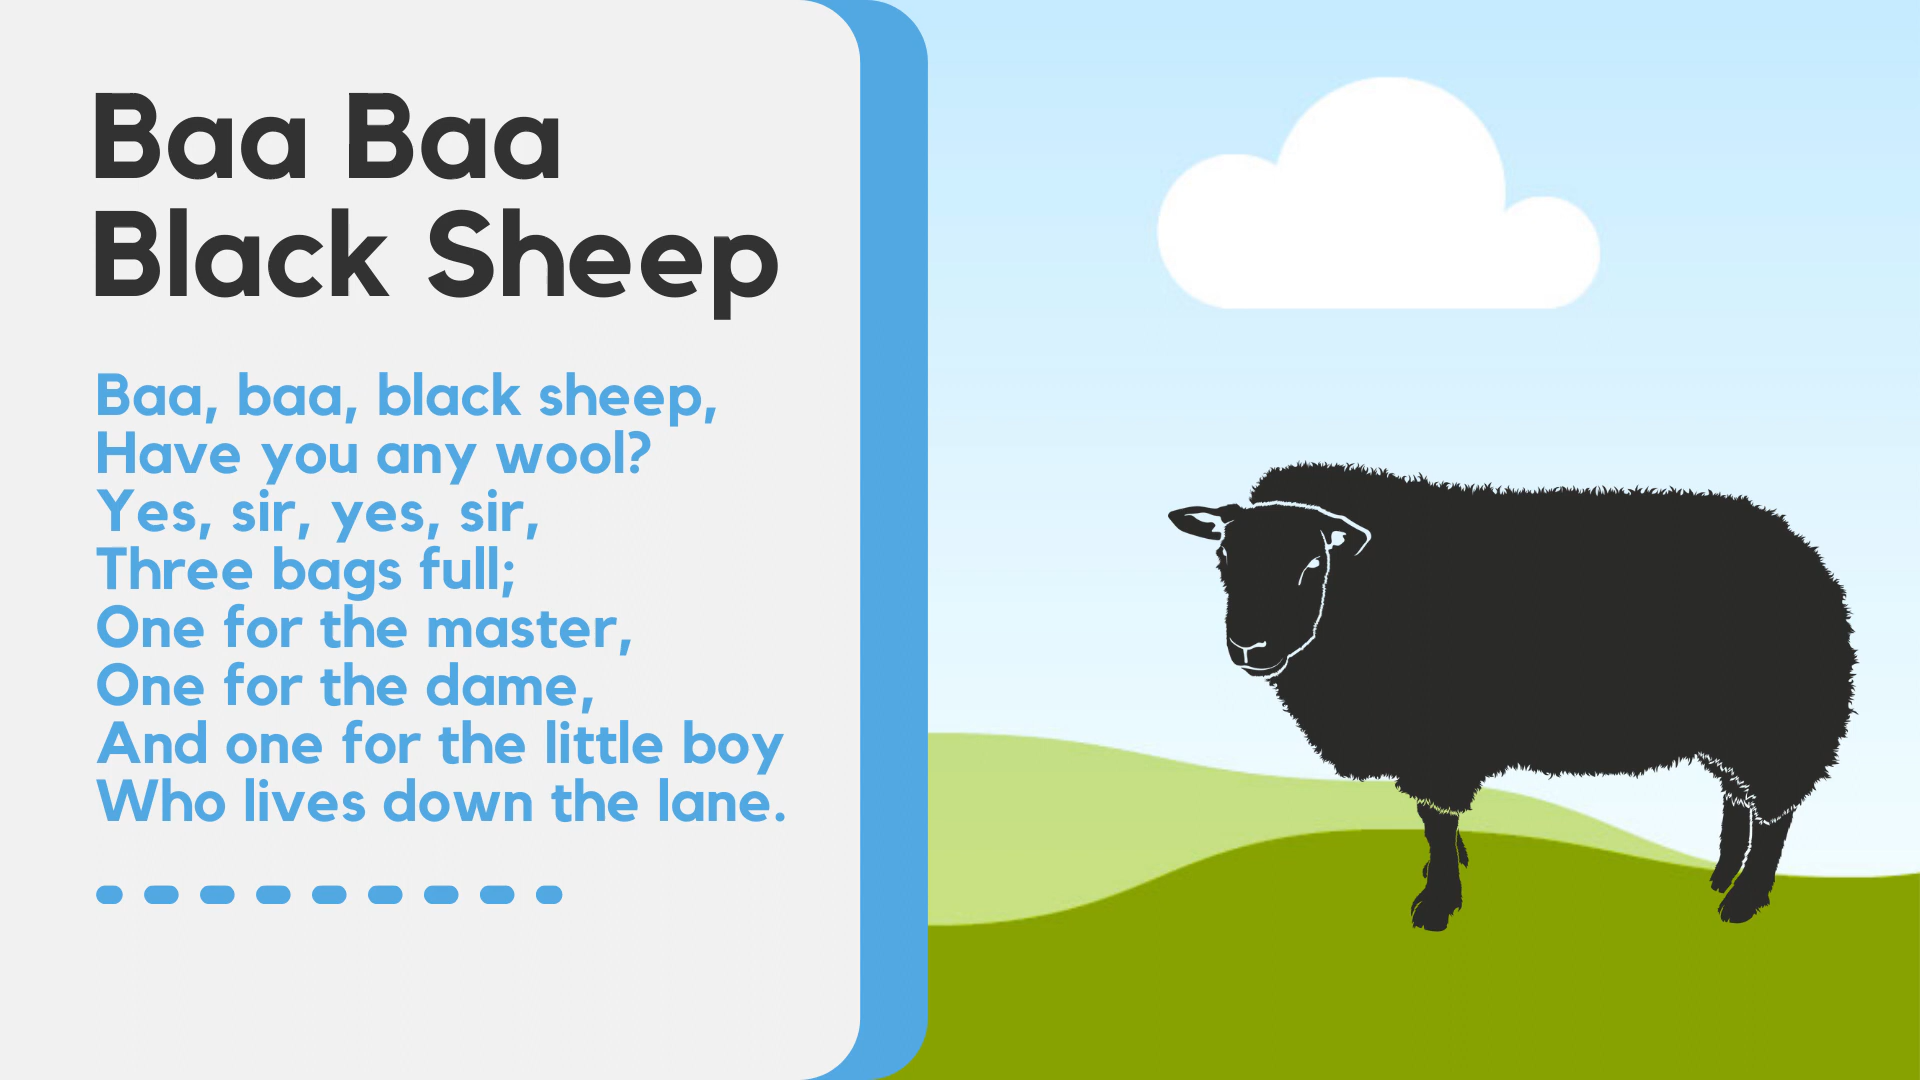 Baa Baa
Black Sheep
Baa, baa, black sheep,
Have you any wool?
Yes, sir, yes, sir,
Three bags full;
One for the master,
One for the dame,
And one for the little boy
Who lives down the lane.